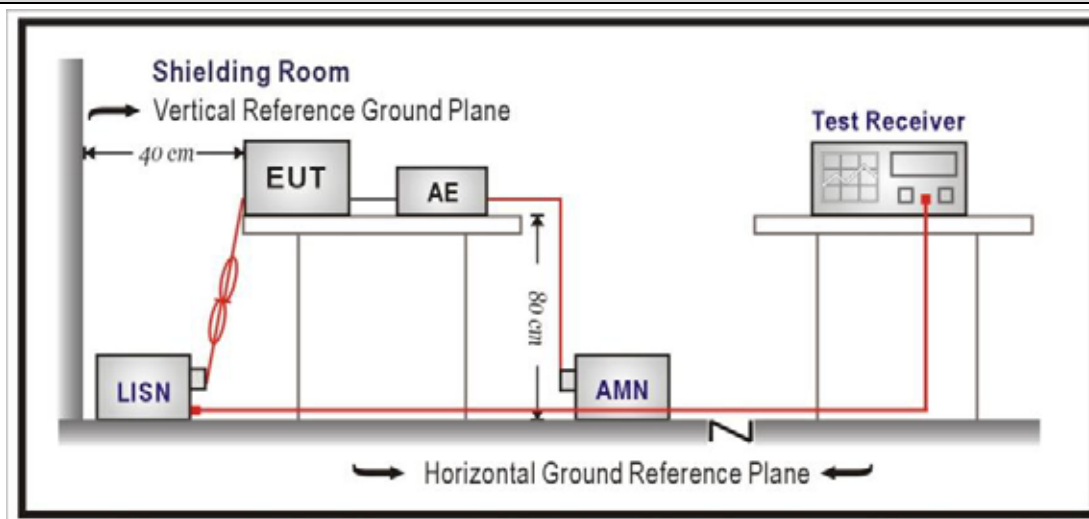 Shielding Room
Vertical Reference Ground Plane
Test Receiver
40 cm
EUT
AE
80 cm
LISN
AMN
Horizontal Ground Reference Plane